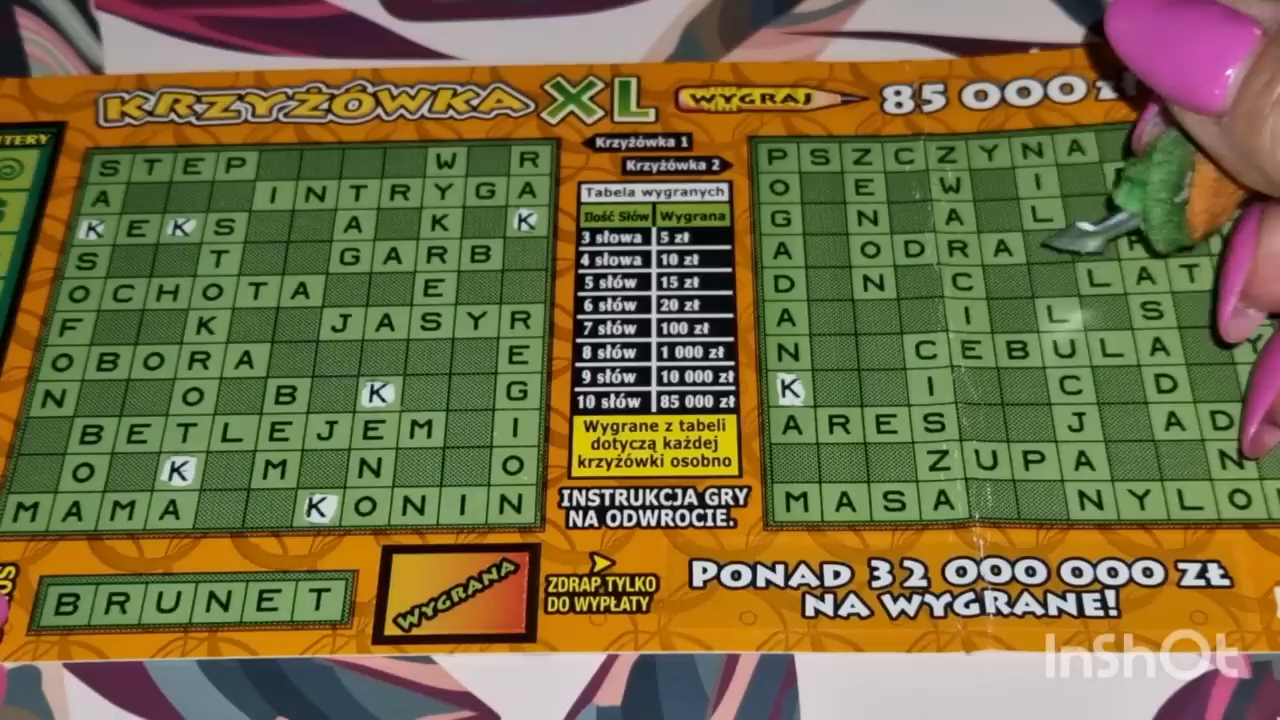 KRZYŻÓWKA XL WYGRAJ 85 000 zł
Krzyżówka 1
Krzyżówka 2
Tabela wygranych
Ilość Słów Wygrana
3 słowa 5 zł
4 słowa 10 zł
5 słów 15 zł
6 słów 20 zł
7 słów 100 zł
8 słów 1 000 zł
9 słów 10 000 zł
10 słów 85 000 zł
Wygrane z tabeli
dotyczą każdej
krzyżówki osobno
INSTRUKCJA GRY
NA ODWROCIE.
STEP W R
A INTRYGA
KEKS A K K
S T GARB
OCHOTA E
F K JASYR
OBORA E
N O B K G
BETLEJEM I
O K M N O
MAMA KONIN
PSZCZYNA
O E W I
G N A L
A ODRA
D N C LAT
A I L S
N CEBULA
K I C D
ARES S J AD
ZUPA N
MASA NYLO
BRUNET
WYGRANA
ZDRAP TYLKO
DO WYPŁATY
PONAD 32 000 000 ZŁ
NA WYGRANE!
InShOt